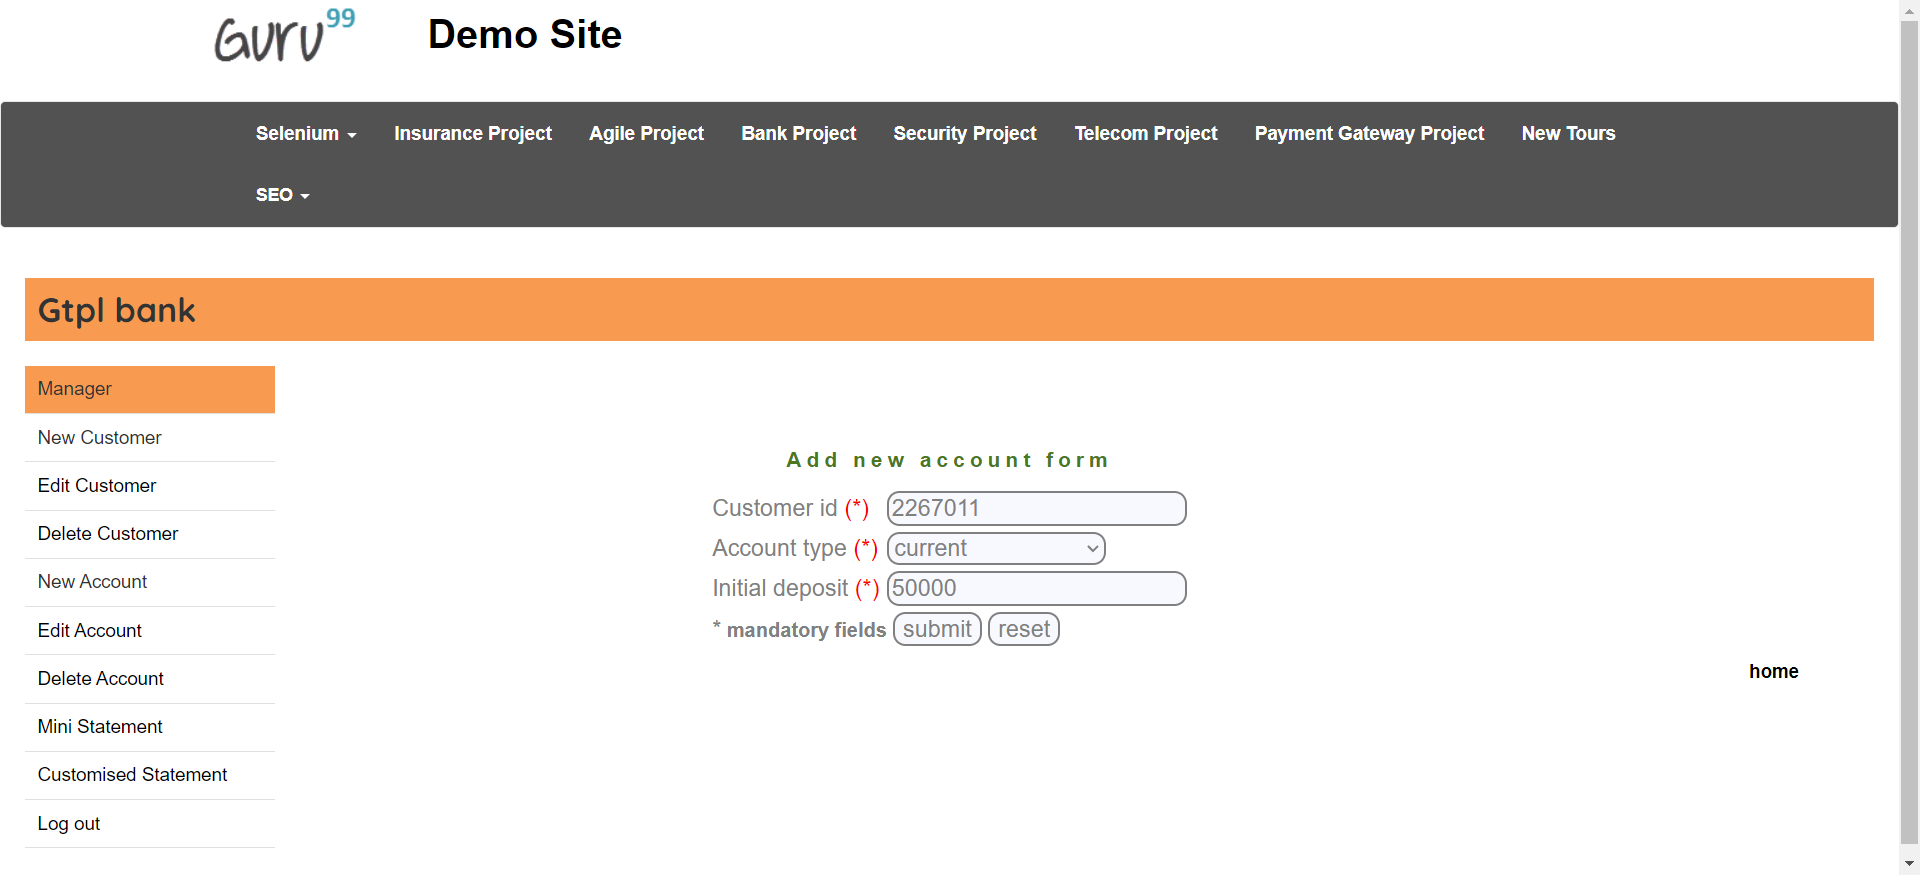 Guru99 Demo Site
Selenium Insurance Project Agile Project Bank Project Security Project Telecom Project Payment Gateway Project New Tours
SEO
Gtpl bank
Manager
New Customer
Edit Customer
Delete Customer
New Account
Edit Account
Delete Account
Mini Statement
Customised Statement
Log out
Add new account form
Customer id (*) 2267011
Account type (*) current
Initial deposit (*) 50000
* mandatory fields submit reset
home